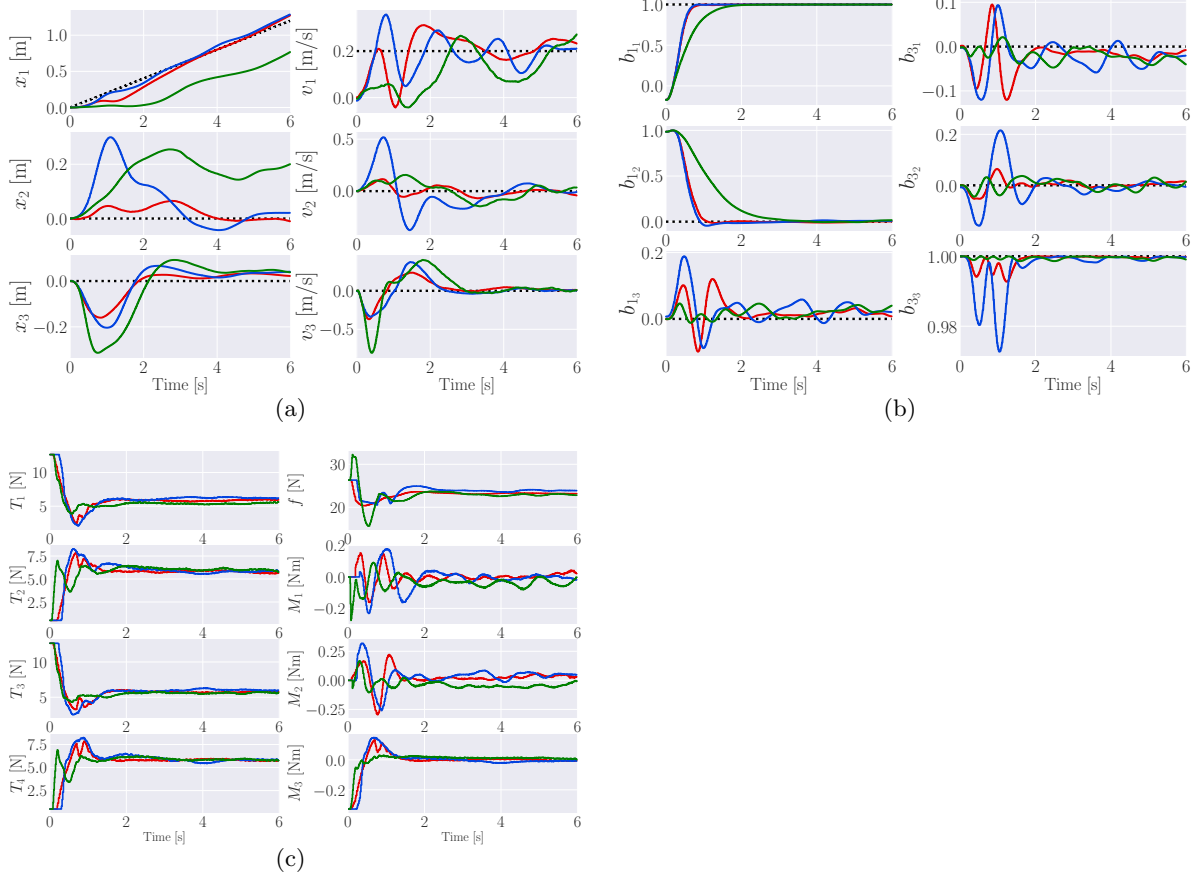 x₁ [m]
1.0
0.5
0.0
0 2 4 6
v₁ [m/s]
0.2
0.0
0 2 4 6
x₂ [m]
0.2
0.0
0 2 4 6
v₂ [m/s]
0.5
0.0
0 2 4 6
x₃ [m]
0.0
−0.2
0 2 4 6
Time [s]
v₃ [m/s]
0.0
−0.5
0 2 4 6
Time [s]
(a)
b₁₁
1.0
0.5
0.0
0 2 4 6
b₃₁
0.1
0.0
−0.1
0 2 4 6
b₁₂
1.0
0.5
0.0
0 2 4 6
b₃₂
0.2
0.0
0 2 4 6
b₁₃
0.2
0.0
0 2 4 6
Time [s]
b₃₃
1.00
0.98
0 2 4 6
Time [s]
(b)
T₁ [N]
10
5
0 2 4 6
f [N]
30
20
0 2 4 6
T₂ [N]
7.5
5.0
2.5
0 2 4 6
M₁ [Nm]
0.2
0.0
−0.2
0 2 4 6
T₃ [N]
10
5
0 2 4 6
M₂ [Nm]
0.25
0.00
−0.25
0 2 4 6
T₄ [N]
7.5
5.0
2.5
0 2 4 6
Time [s]
M₃ [Nm]
0.0
−0.2
0 2 4 6
Time [s]
(c)